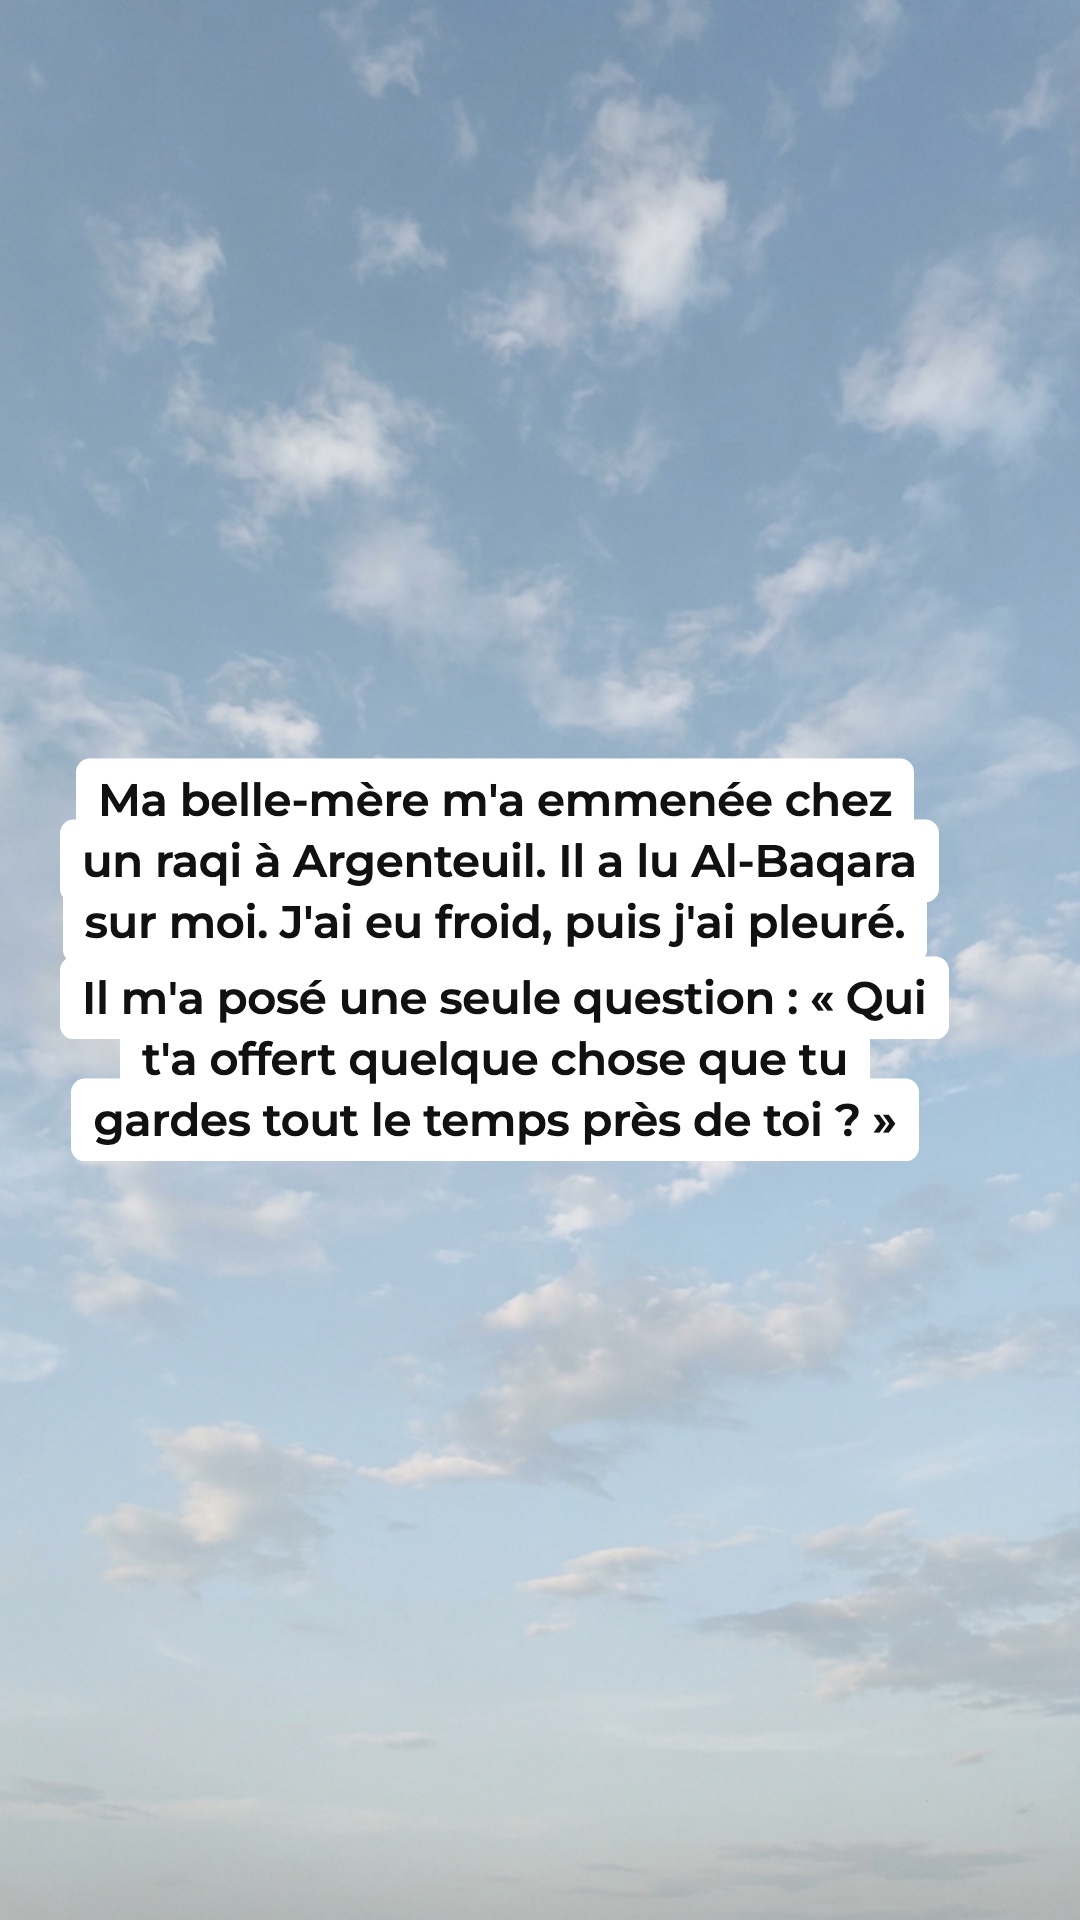 Ma belle-mère m'a emmenée chez
un raqi à Argenteuil. Il a lu Al-Baqara
sur moi. J'ai eu froid, puis j'ai pleuré.
Il m'a posé une seule question : « Qui
t'a offert quelque chose que tu
gardes tout le temps près de toi ? »